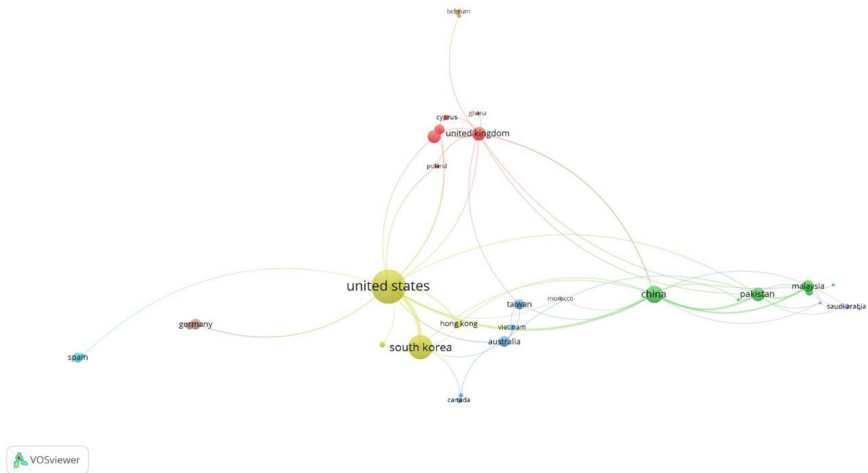 belgium
cyprus
ghana
united kingdom
poland
united states
china
malaysia
pakistan
morocco
taiwan
saudi arabia
hong kong
vietnam
germany
australia
south korea
spain
canada
VOSviewer